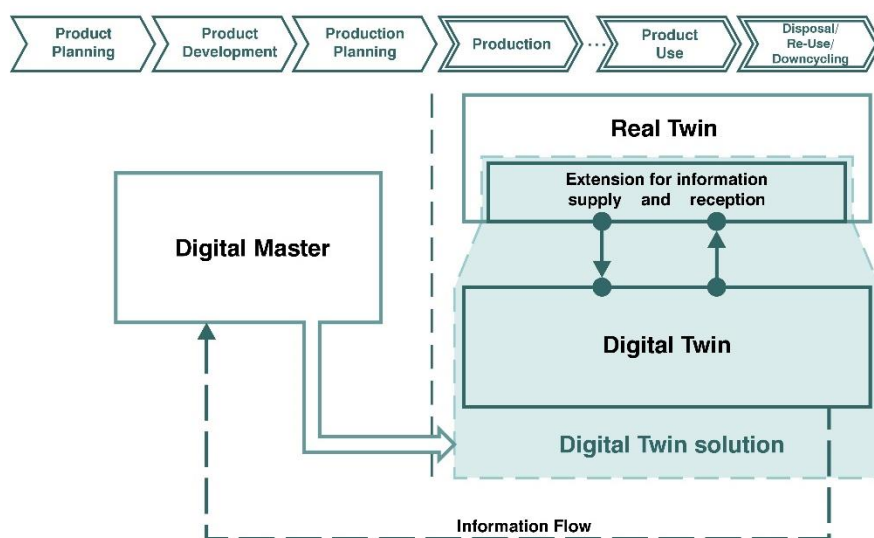 Product
Planning
Product
Development
Production
Planning
Production
...
Product
Use
Disposal/
Re-Use/
Downcycling
Real Twin
Extension for information
supply and reception
Digital Master
Digital Twin
Digital Twin solution
Information Flow